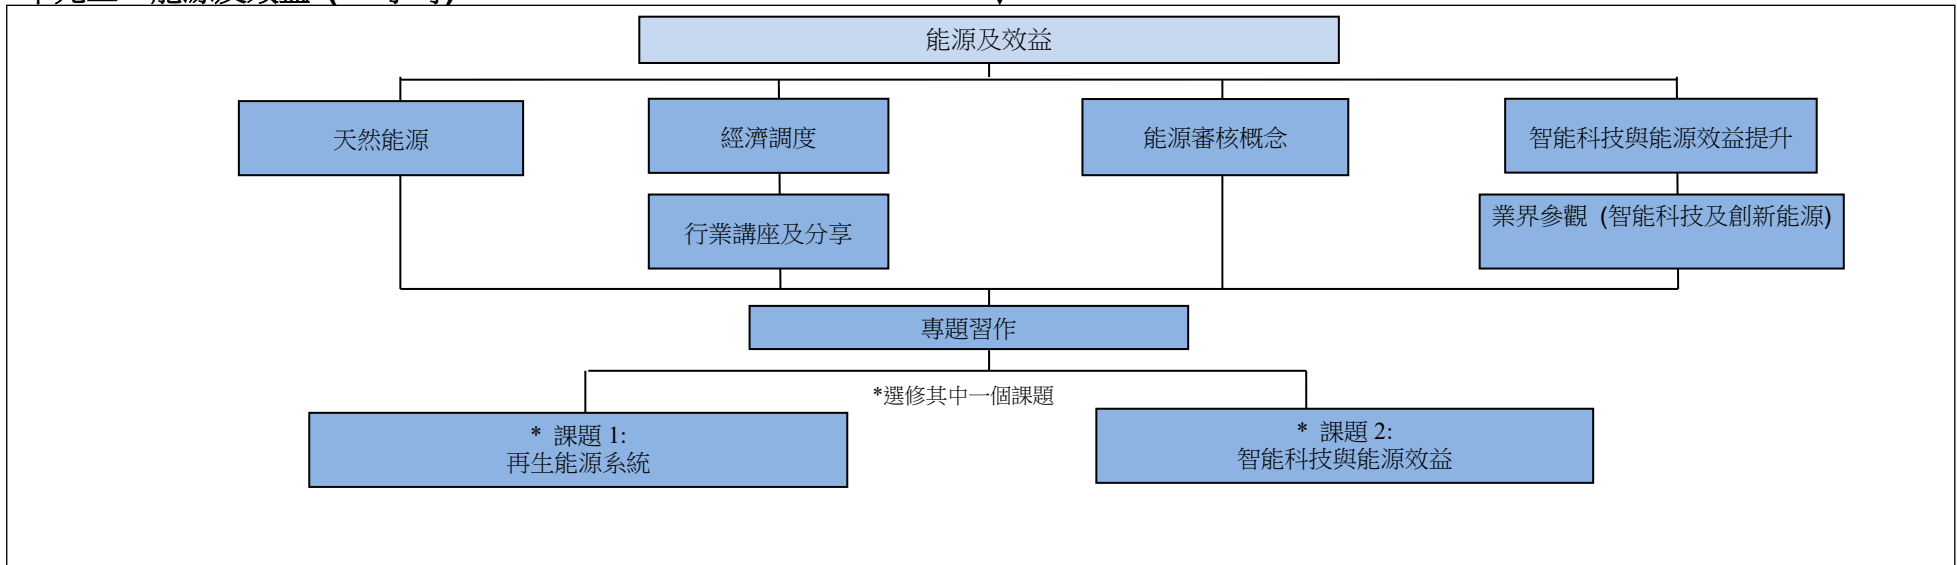 能源及效益
天然能源
經濟調度
能源審核概念
智能科技與能源效益提升
行業講座及分享
業界參觀 (智能科技及創新能源)
專題習作
*選修其中一個課題
* 課題 1:
再生能源系統
* 課題 2:
智能科技與能源效益